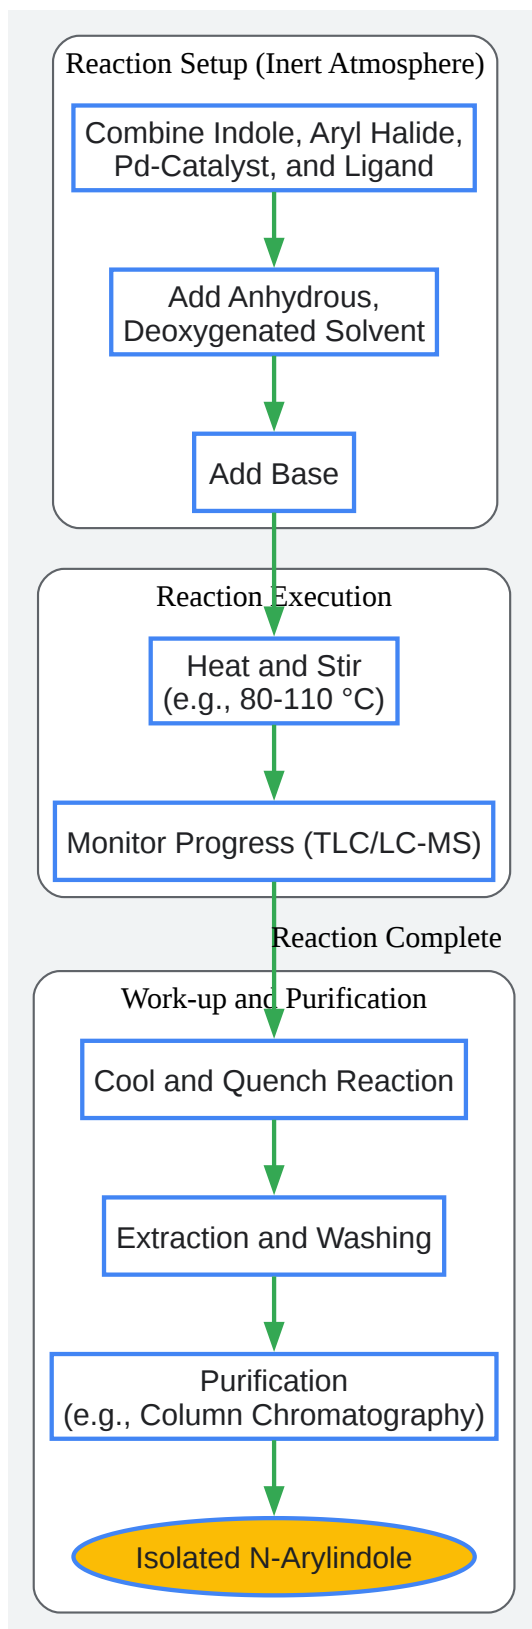 Reaction Setup (Inert Atmosphere)
Combine Indole, Aryl Halide,
Pd-Catalyst, and Ligand
Add Anhydrous,
Deoxygenated Solvent
Add Base
Reaction Execution
Heat and Stir
(e.g., 80-110 °C)
Monitor Progress (TLC/LC-MS)
Reaction Complete
Work-up and Purification
Cool and Quench Reaction
Extraction and Washing
Purification
(e.g., Column Chromatography)
Isolated N-Arylindole